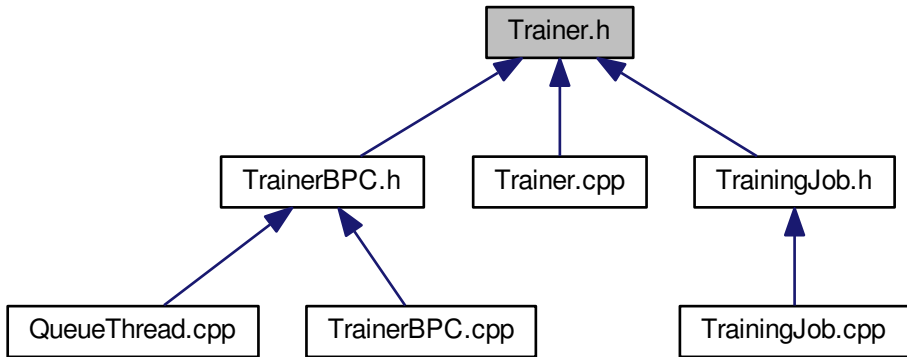 Trainer.h
TrainerBPC.h
Trainer.cpp
TrainingJob.h
QueueThread.cpp
TrainerBPC.cpp
TrainingJob.cpp